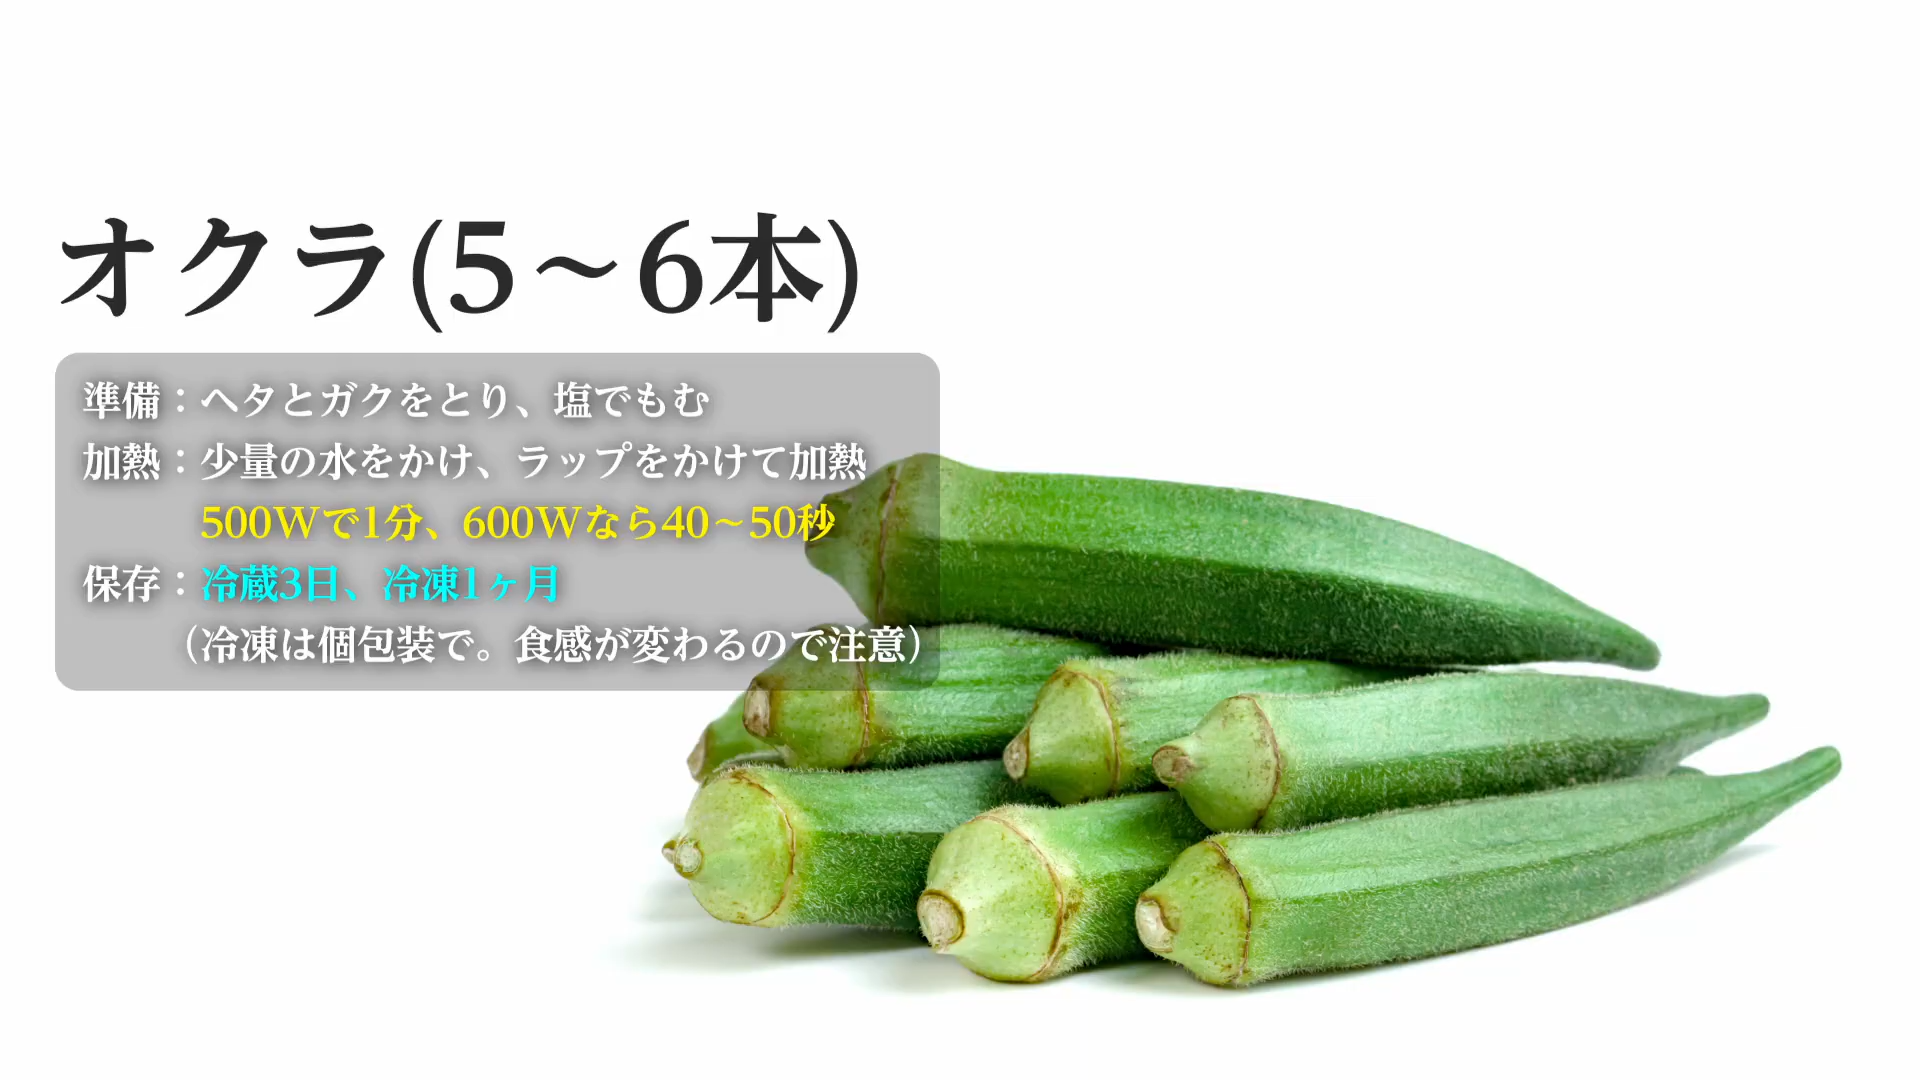 オクラ(5～6本)
準備：ヘタとガクをとり、塩でもむ
加熱：少量の水をかけ、ラップをかけて加熱
500Wで1分、600Wなら40～50秒
保存：冷蔵3日、冷凍1ヶ月
（冷凍は個包装で。食感が変わるので注意）